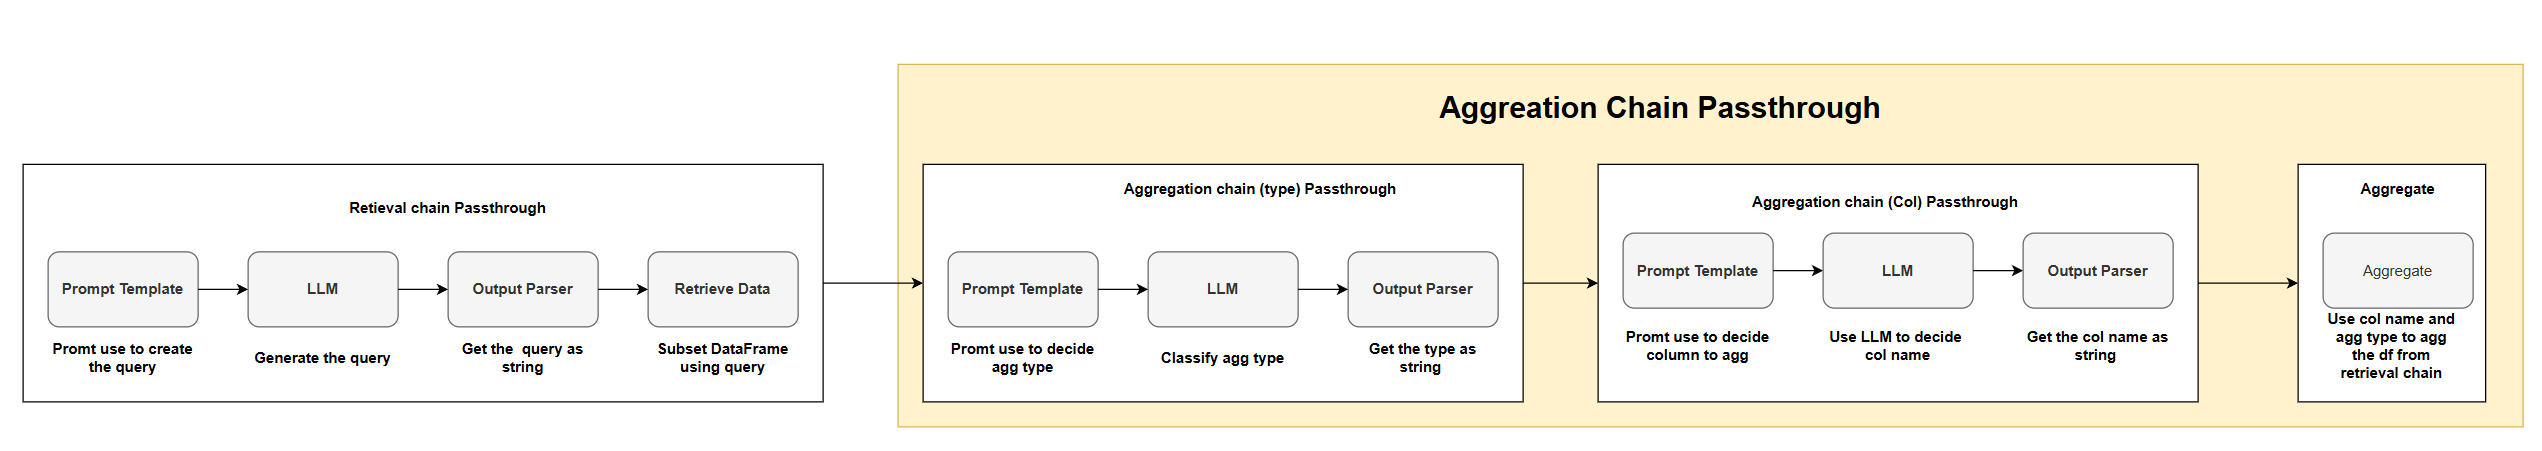 Aggreation Chain Passthrough
Retieval chain Passthrough
Prompt Template
LLM
Output Parser
Retrieve Data
Promt use to create
the query
Generate the query
Get the  query as
string
Subset DataFrame
using query
Aggregation chain (type) Passthrough
Prompt Template
LLM
Output Parser
Promt use to decide
agg type
Classify agg type
Get the type as
string
Aggregation chain (Col) Passthrough
Prompt Template
LLM
Output Parser
Promt use to decide
column to agg
Use LLM to decide
col name
Get the col name as
string
Aggregate
Aggregate
Use col name and
agg type to agg
the df from
retrieval chain